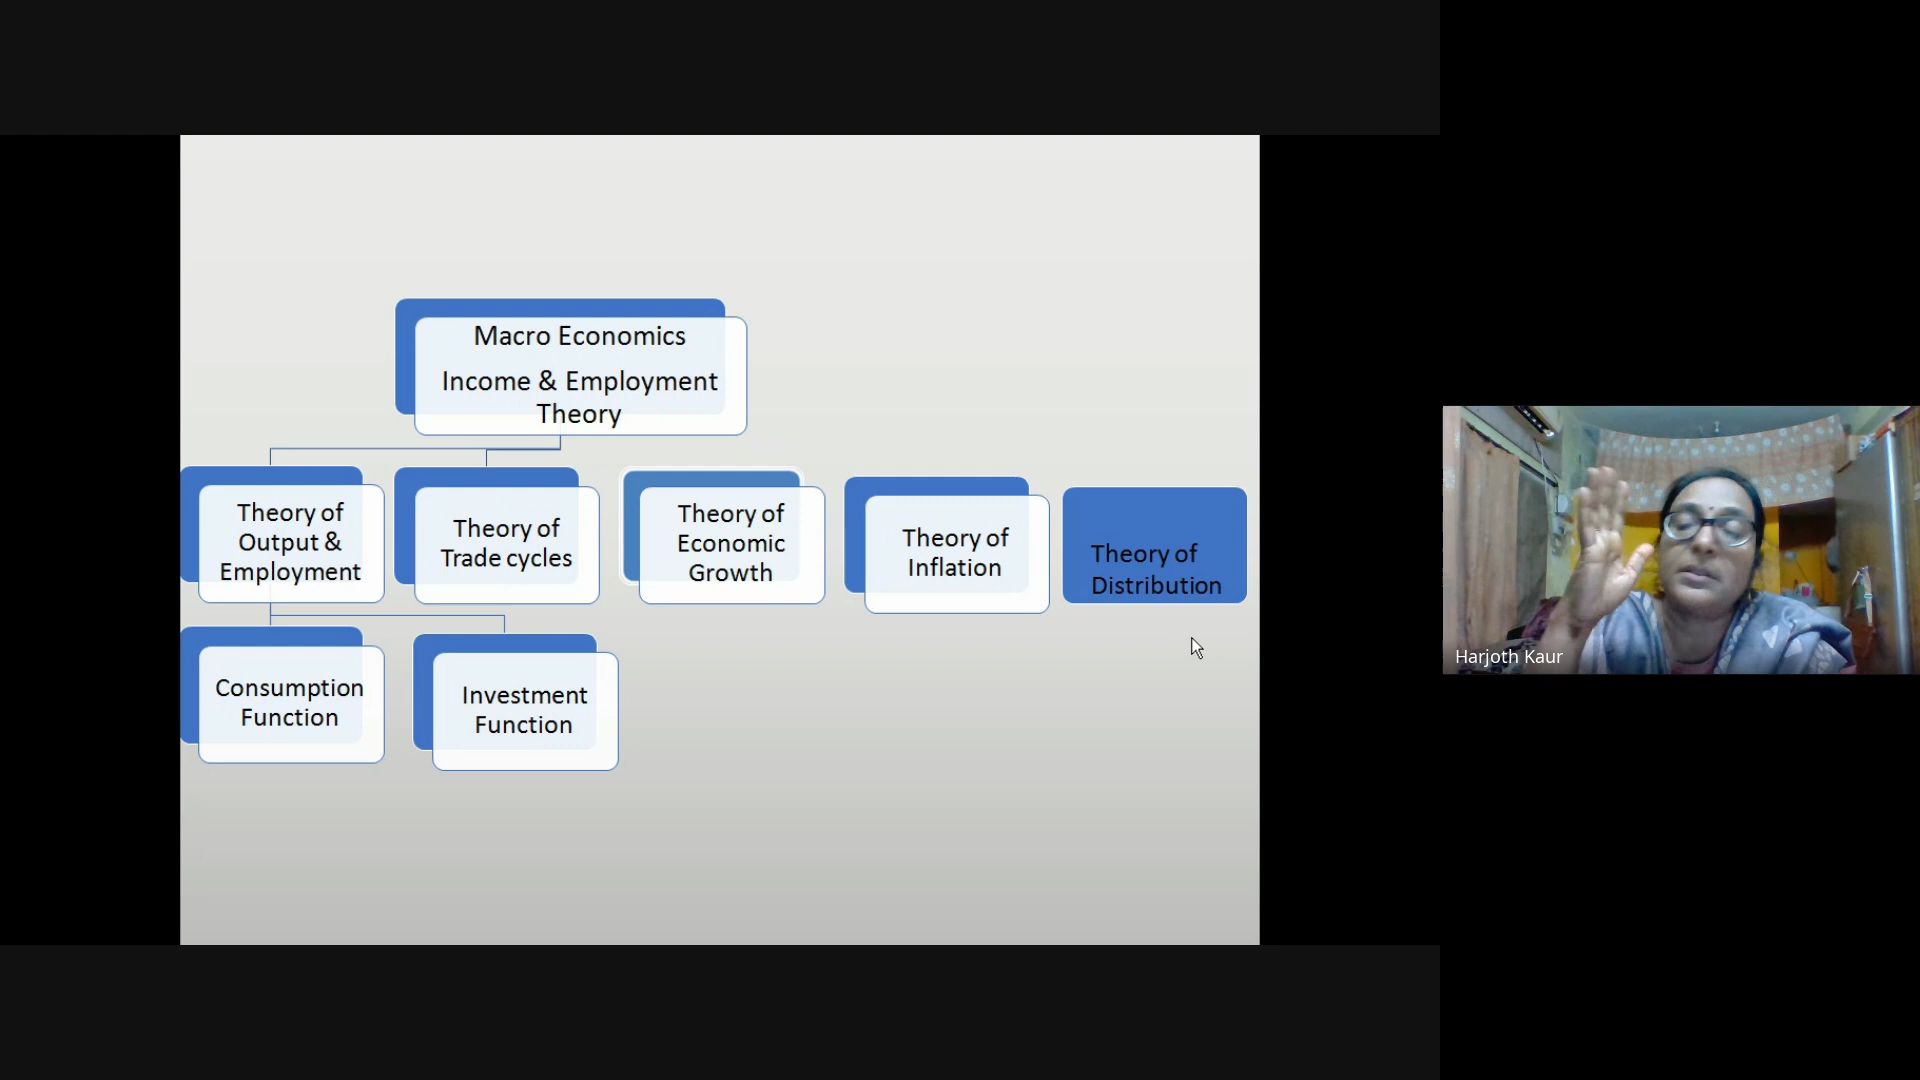 Macro Economics
Income & Employment
Theory
Theory of
Output &
Employment
Theory of
Trade cycles
Theory of
Economic
Growth
Theory of
Inflation
Theory of
Distribution
Consumption
Function
Investment
Function
Harjoth Kaur